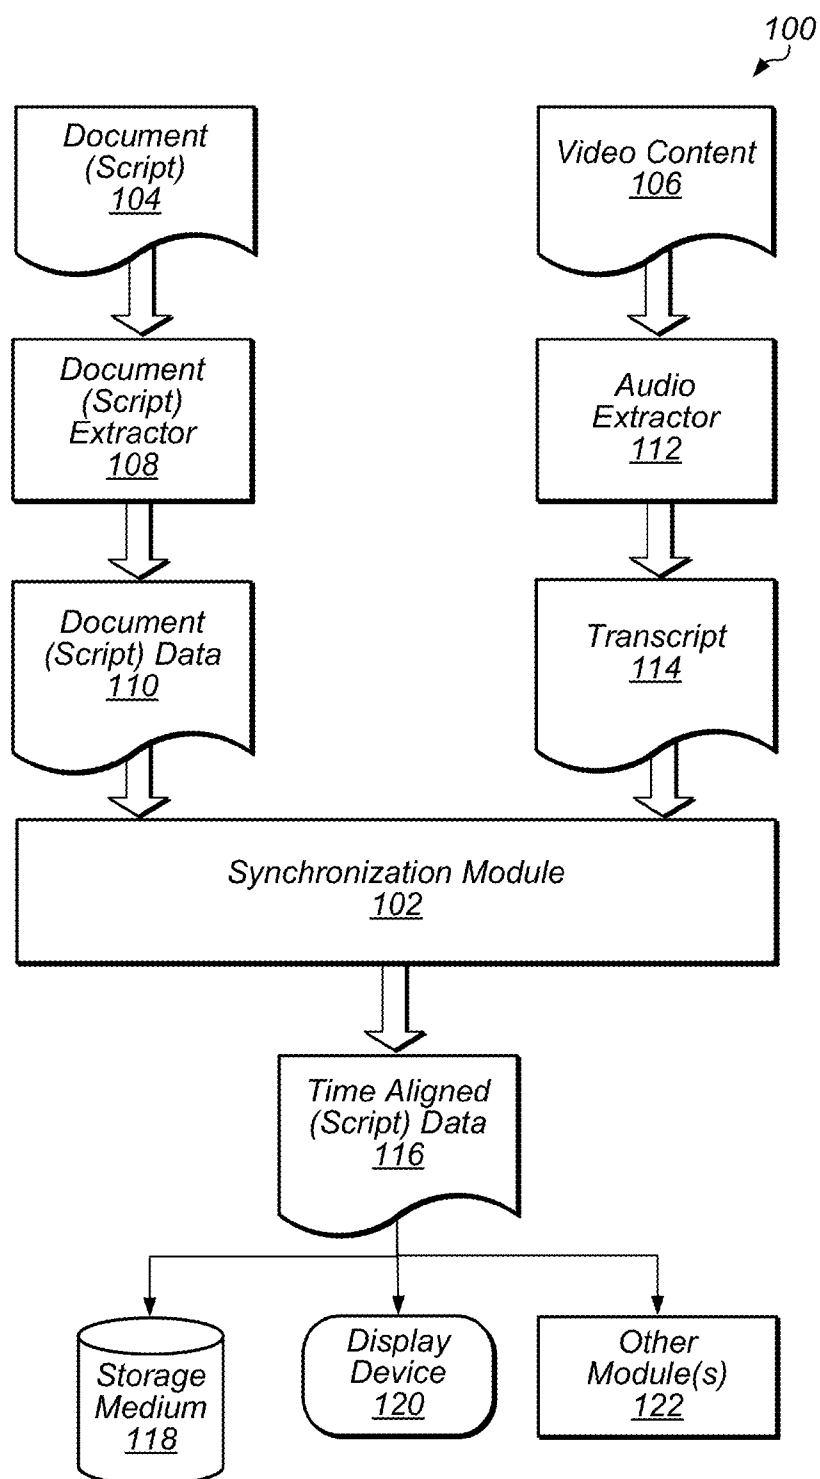 100
Document
(Script)
104
Video Content
106
Document
(Script)
Extractor
108
Audio
Extractor
112
Document
(Script) Data
110
Transcript
114
Synchronization Module
102
Time Aligned
(Script) Data
116
Storage
Medium
118
Display
Device
120
Other
Module(s)
122